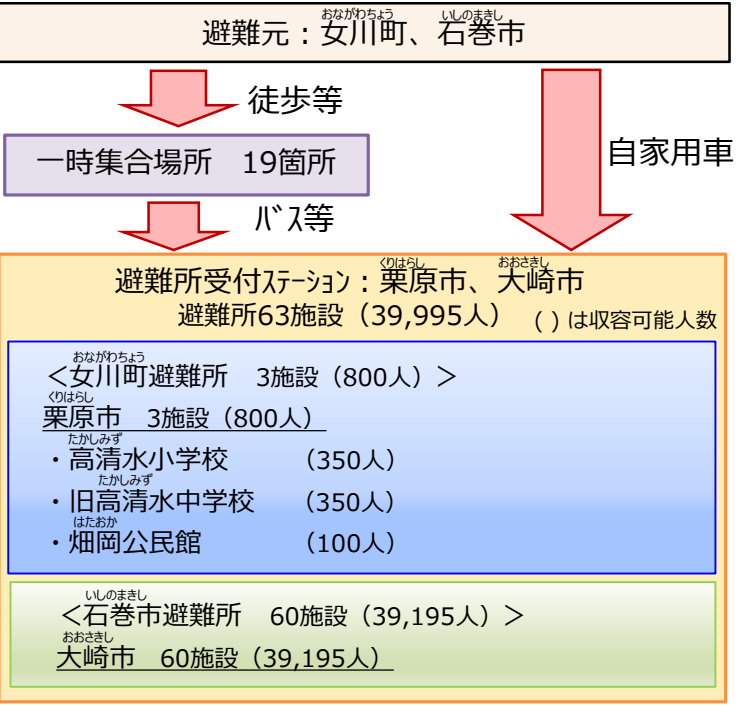 避難元：女川町、石巻市
おながわちょう いしのまきし
徒歩等
自家用車
一時集合場所　19箇所
バス等
避難所受付ステーション：栗原市、大崎市
くりはらし おおさきし
避難所63施設（39,995人）　( ) は収容可能人数
おながわちょう
＜女川町避難所　3施設（800人）＞
くりはらし
栗原市　3施設（800人）
たかしみず
・高清水小学校　（350人）
たかしみず
・旧高清水中学校　（350人）
はたおか
・畑岡公民館　（100人）
いしのまきし
＜石巻市避難所　60施設（39,195人）＞
おおさきし
大崎市　60施設（39,195人）